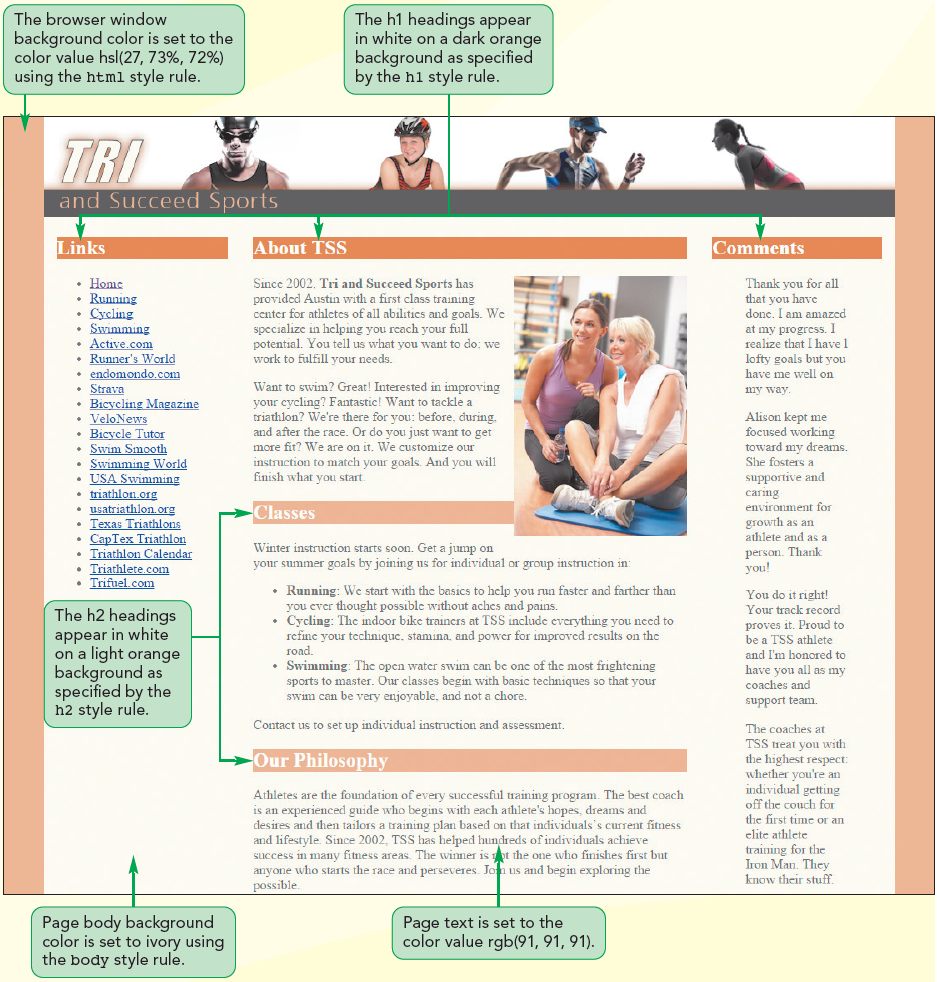 The browser window
background color is set to the
color value hsl(27, 73%, 72%)
using the html style rule.
The h1 headings appear
in white on a dark orange
background as specified
by the h1 style rule.
TRI
and Succeed Sports
Links
Home
Running
Cycling
Swimming
Active.com
Runner's World
endomondo.com
Strava
Bicycling Magazine
VeloNews
Bicycle Tutor
Swim Smooth
Swimming World
USA Swimming
triathlon.org
usatriathlon.org
Texas Triathlons
CapTex Triathlon
Triathlon Calendar
Triathlete.com
Trifuel.com
The h2 headings
appear in white
on a light orange
background as
specified by the
h2 style rule.
About TSS
Since 2002, Tri and Succeed Sports has
provided Austin with a first class training
center for athletes of all abilities and goals. We
specialize in helping you reach your full
potential. You tell us what you want to do; we
work to fulfill your needs.
Want to swim? Great! Interested in improving
your cycling? Fantastic! Want to tackle a
triathlon? We're there for you: before, during,
and after the race. Or do you just want to get
more fit? We are on it. We customize our
instruction to match your goals. And you will
finish what you start.
Classes
Winter instruction starts soon. Get a jump on
your summer goals by joining us for individual or group instruction in:
Running: We start with the basics to help you run faster and farther than
you ever thought possible without aches and pains.
Cycling: The indoor bike trainers at TSS include everything you need to
refine your technique, stamina, and power for improved results on the
road.
Swimming: The open water swim can be one of the most frightening
sports to master. Our classes begin with basic techniques so that your
swim can be very enjoyable, and not a chore.
Contact us to set up individual instruction and assessment.
Our Philosophy
Athletes are the foundation of every successful training program. The best coach
is an experienced guide who begins with each athlete's hopes, dreams and
desires and then tailors a training plan based on that individuals's current fitness
and lifestyle. Since 2002, TSS has helped hundreds of individuals achieve
success in many fitness areas. The winner is not the one who finishes first but
anyone who starts the race and perseveres. Join us and begin exploring the
possible.
Comments
Thank you for all
that you have
done. I am amazed
at my progress. I
realize that I have l
lofty goals but you
have me well on
my way.
Alison kept me
focused working
toward my dreams.
She fosters a
supportive and
caring
environment for
growth as an
athlete and as a
person. Thank
you!
You do it right!
Your track record
proves it. Proud to
be a TSS athlete
and I'm honored to
have you all as my
coaches and
support team.
The coaches at
TSS treat you with
the highest respect:
whether you're an
individual getting
off the couch for
the first time or an
elite athlete
training for the
Iron Man. They
know their stuff.
Page body background
color is set to ivory using
the body style rule.
Page text is set to the
color value rgb(91, 91, 91).